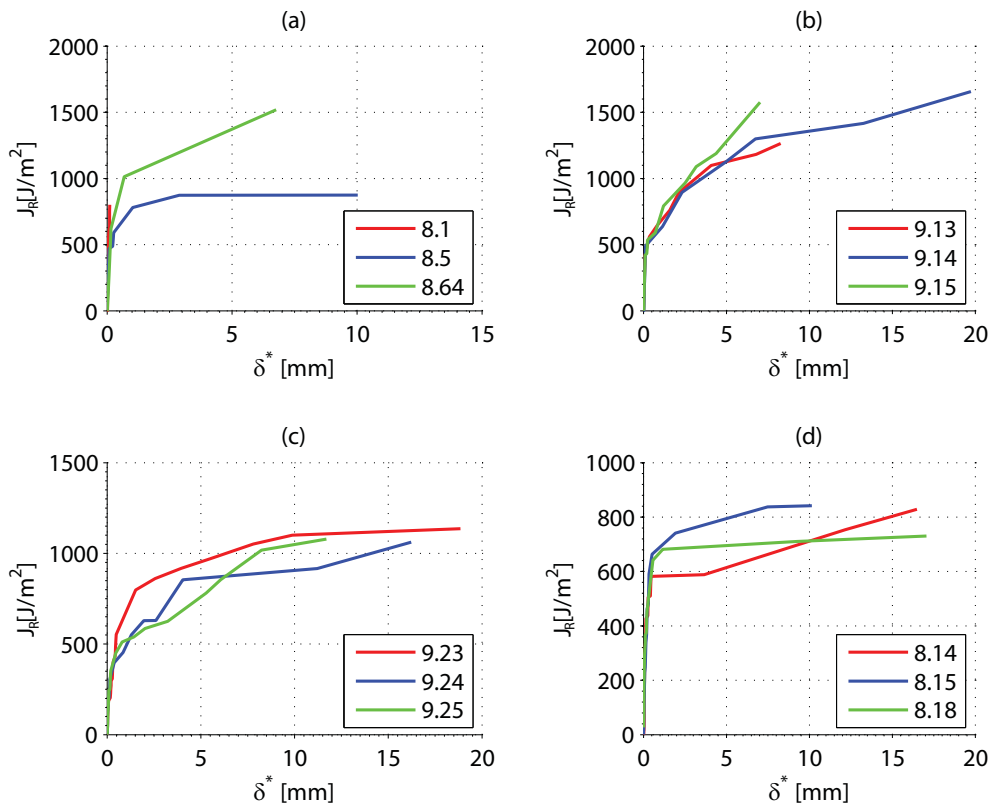 (a)
2000
1500
1000
500
0
0 5 10 15
J_R[J/m^2]
δ^* [mm]
8.1
8.5
8.64
(b)
2000
1500
1000
500
0
0 5 10 15 20
J_R[J/m^2]
δ^* [mm]
9.13
9.14
9.15
(c)
1500
1000
500
0
0 5 10 15 20
J_R[J/m^2]
δ^* [mm]
9.23
9.24
9.25
(d)
1000
800
600
400
200
0
0 5 10 15 20
J_R[J/m^2]
δ^* [mm]
8.14
8.15
8.18